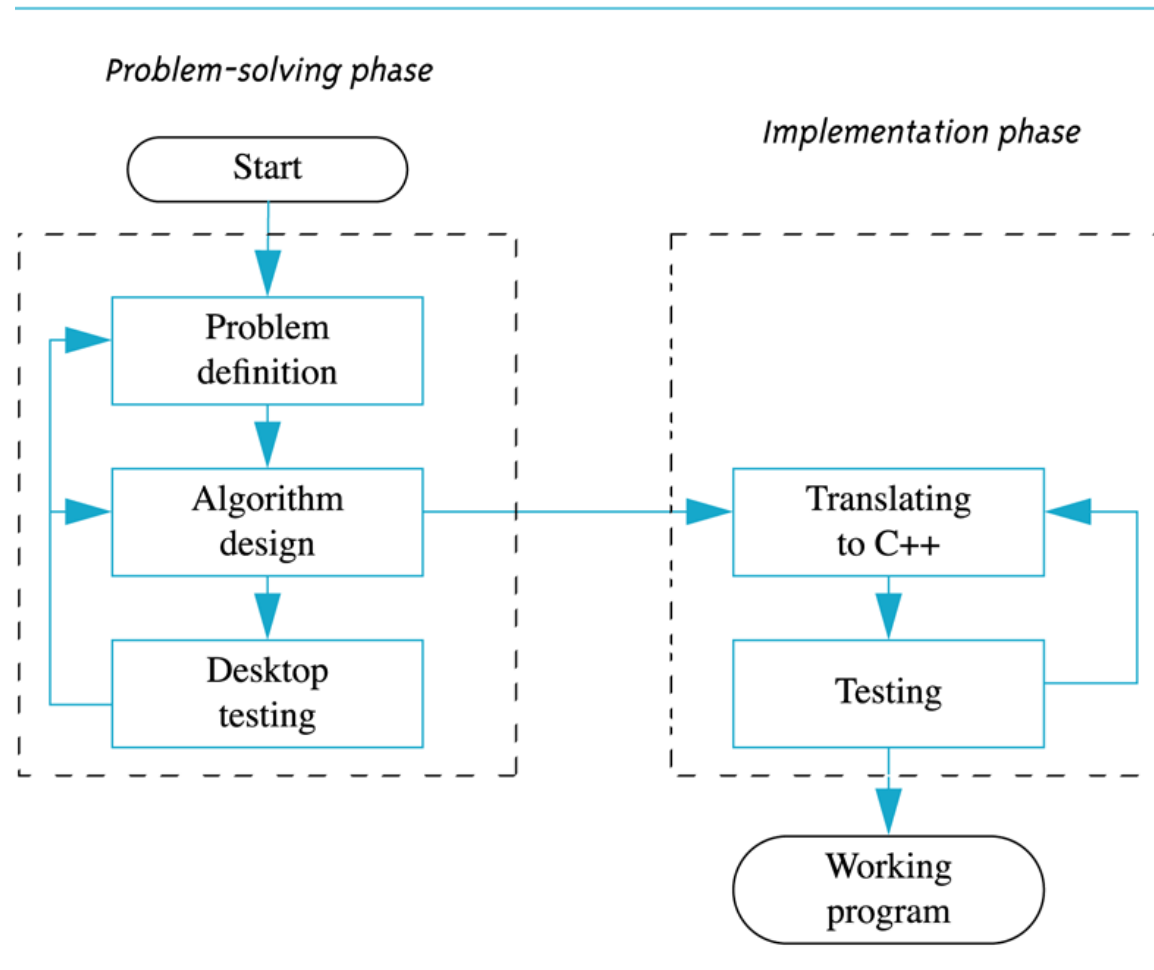 Problem-solving phase
Implementation phase
Start
Problem
definition
Algorithm
design
Desktop
testing
Translating
to C++
Testing
Working
program